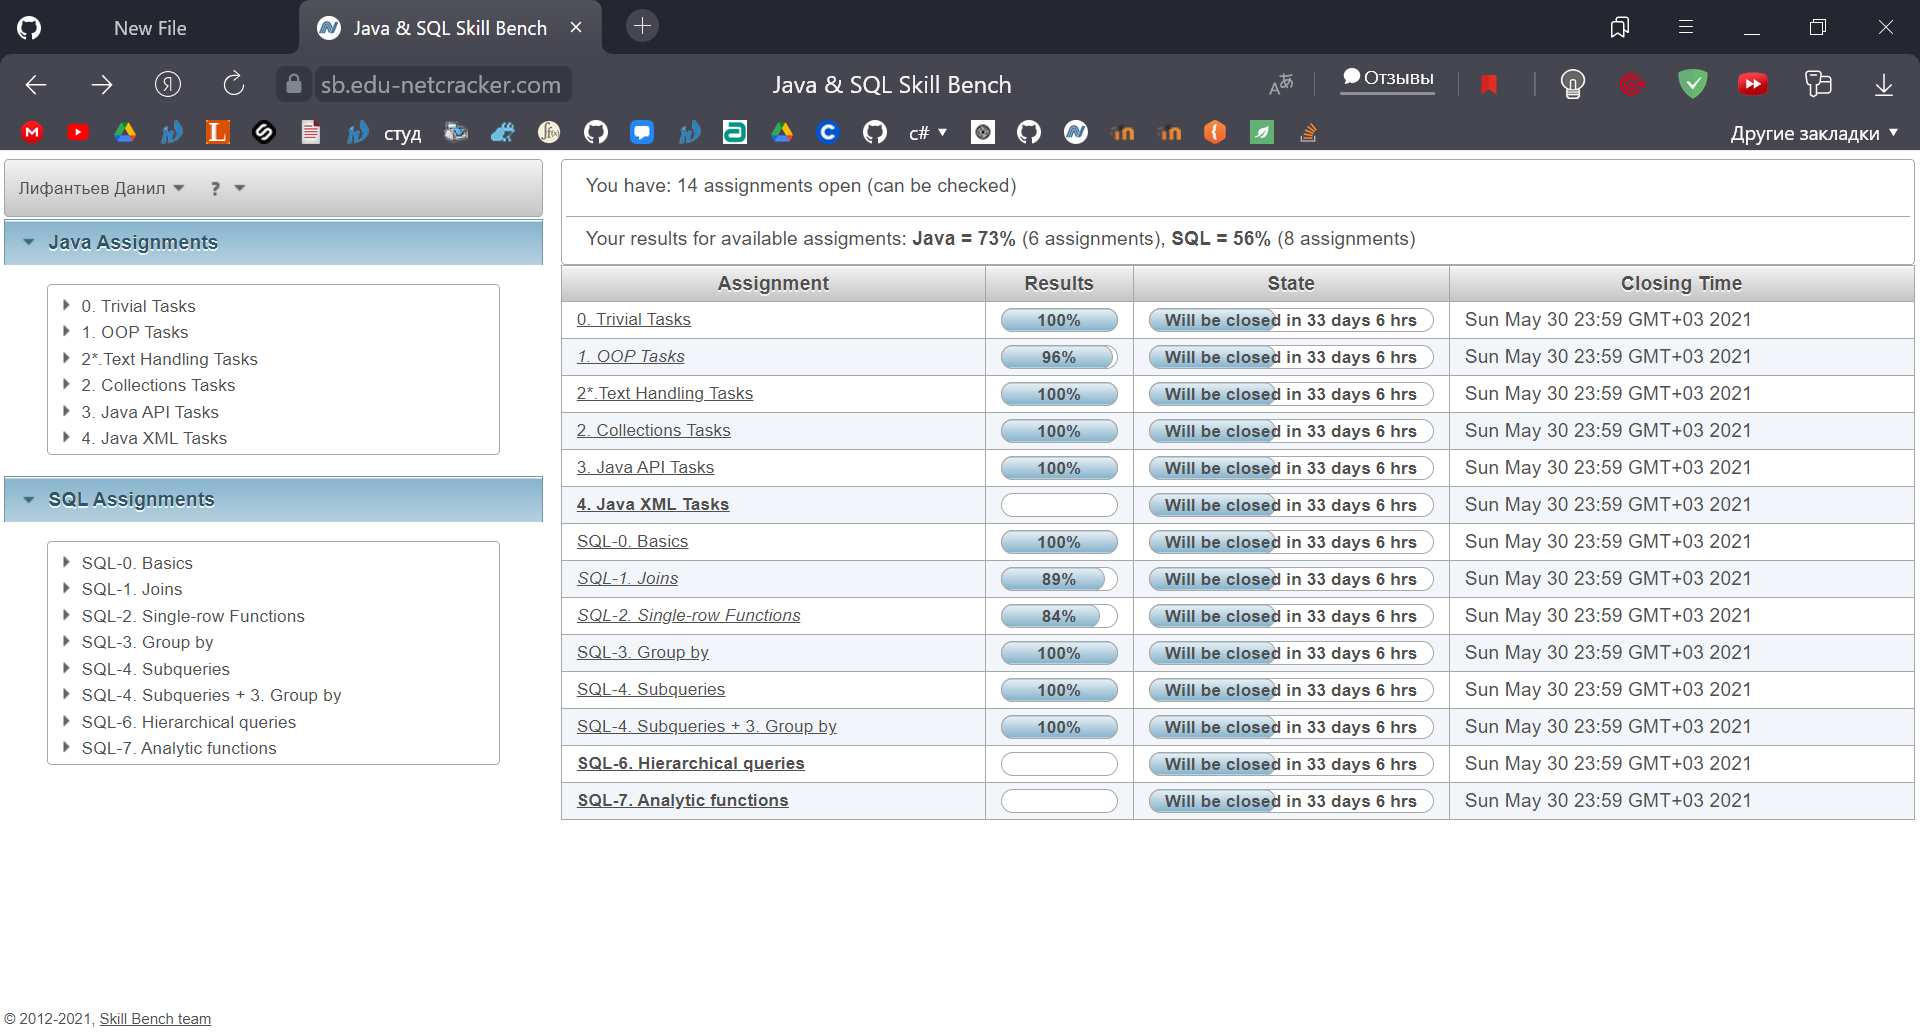 New File
Java & SQL Skill Bench
sb.edu-netcracker.com
Java & SQL Skill Bench
Отзывы
студ
c#
Другие закладки
Лифантьев Данил
?
Java Assignments
0. Trivial Tasks
1. OOP Tasks
2*.Text Handling Tasks
2. Collections Tasks
3. Java API Tasks
4. Java XML Tasks
SQL Assignments
SQL-0. Basics
SQL-1. Joins
SQL-2. Single-row Functions
SQL-3. Group by
SQL-4. Subqueries
SQL-4. Subqueries + 3. Group by
SQL-6. Hierarchical queries
SQL-7. Analytic functions
You have: 14 assignments open (can be checked)
Your results for available assigments: Java = 73% (6 assignments), SQL = 56% (8 assignments)
Assignment Results State Closing Time
0. Trivial Tasks 100% Will be closed in 33 days 6 hrs Sun May 30 23:59 GMT+03 2021
1. OOP Tasks 96% Will be closed in 33 days 6 hrs Sun May 30 23:59 GMT+03 2021
2*.Text Handling Tasks 100% Will be closed in 33 days 6 hrs Sun May 30 23:59 GMT+03 2021
2. Collections Tasks 100% Will be closed in 33 days 6 hrs Sun May 30 23:59 GMT+03 2021
3. Java API Tasks 100% Will be closed in 33 days 6 hrs Sun May 30 23:59 GMT+03 2021
4. Java XML Tasks Will be closed in 33 days 6 hrs Sun May 30 23:59 GMT+03 2021
SQL-0. Basics 100% Will be closed in 33 days 6 hrs Sun May 30 23:59 GMT+03 2021
SQL-1. Joins 89% Will be closed in 33 days 6 hrs Sun May 30 23:59 GMT+03 2021
SQL-2. Single-row Functions 84% Will be closed in 33 days 6 hrs Sun May 30 23:59 GMT+03 2021
SQL-3. Group by 100% Will be closed in 33 days 6 hrs Sun May 30 23:59 GMT+03 2021
SQL-4. Subqueries 100% Will be closed in 33 days 6 hrs Sun May 30 23:59 GMT+03 2021
SQL-4. Subqueries + 3. Group by 100% Will be closed in 33 days 6 hrs Sun May 30 23:59 GMT+03 2021
SQL-6. Hierarchical queries Will be closed in 33 days 6 hrs Sun May 30 23:59 GMT+03 2021
SQL-7. Analytic functions Will be closed in 33 days 6 hrs Sun May 30 23:59 GMT+03 2021
© 2012-2021, Skill Bench team